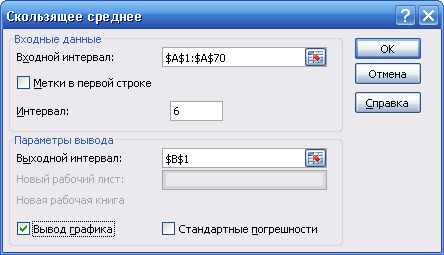 Скользящее среднее
Входные данные
Входной интервал: $A$1:$A$70
Метки в первой строке
Интервал: 6
Параметры вывода
Выходной интервал: $B$1
Новый рабочий лист:
Новая рабочая книга
Вывод графика Стандартные погрешности
OK
Отмена
Справка